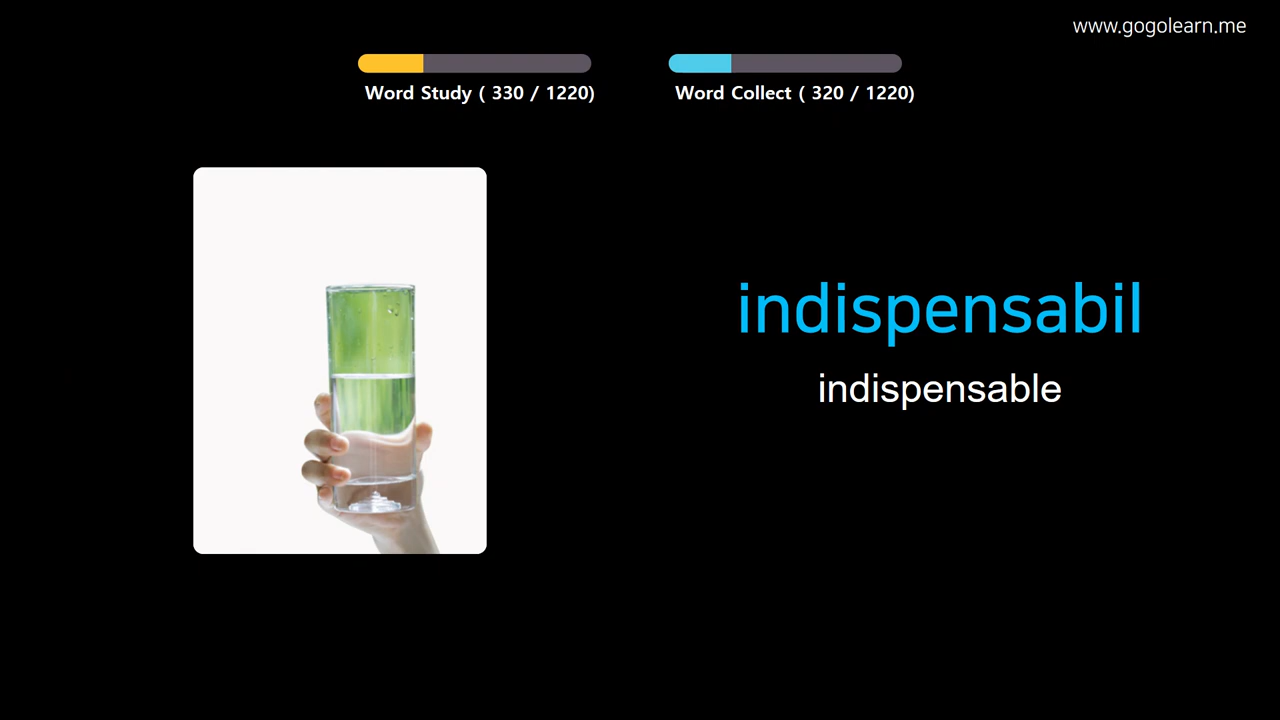 www.gogolearn.me
Word Study ( 330 / 1220)
Word Collect ( 320 / 1220)
indispensabil
indispensable